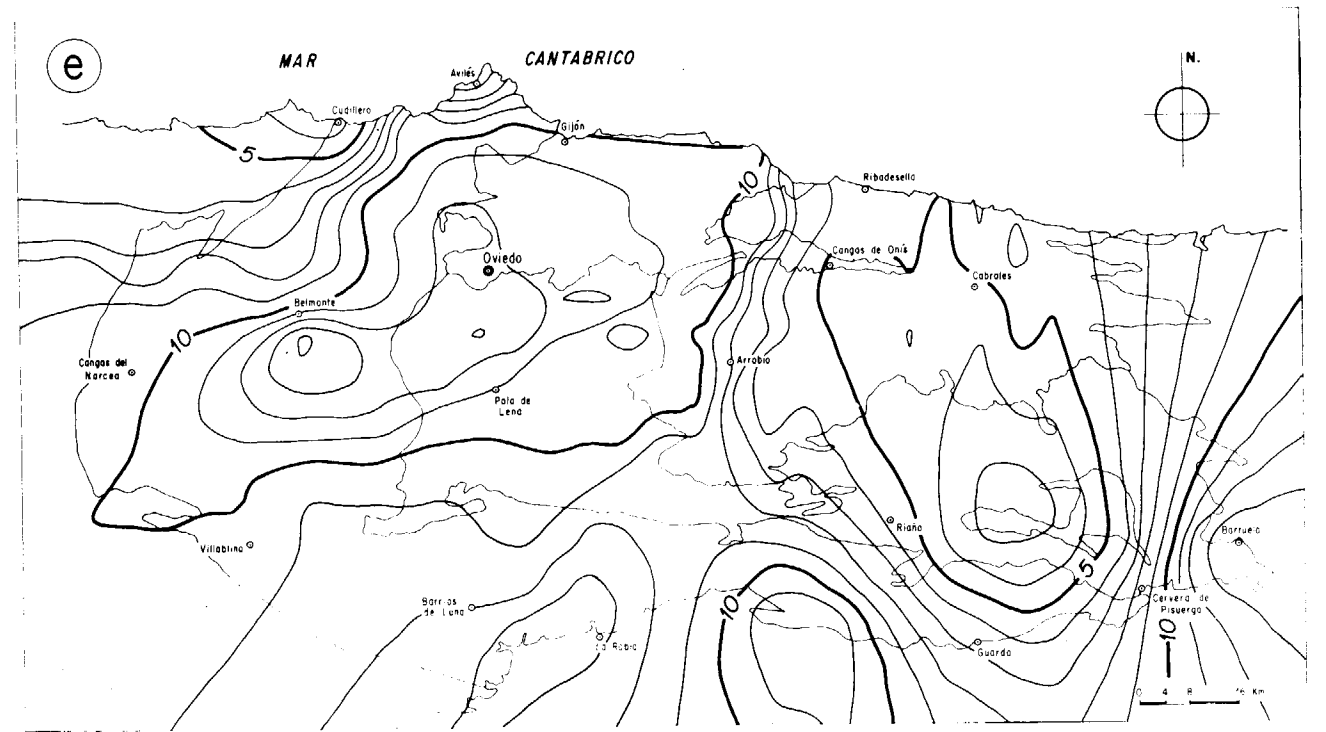 e
MAR
CANTABRICO
N.
Avilés
Cudillero
Gijón
5
10
Ribadesella
Cangas de Onís
Oviedo
Cabrales
Belmonte
10
Cangas del
Narcea
Arrobio
Pola de
Lena
Riaño
Barruelo
Villablino
5
Barrios
de Luna
10
Cervera de
Pisuerga
10
La Robla
Guardo
0 4 8 16 Km